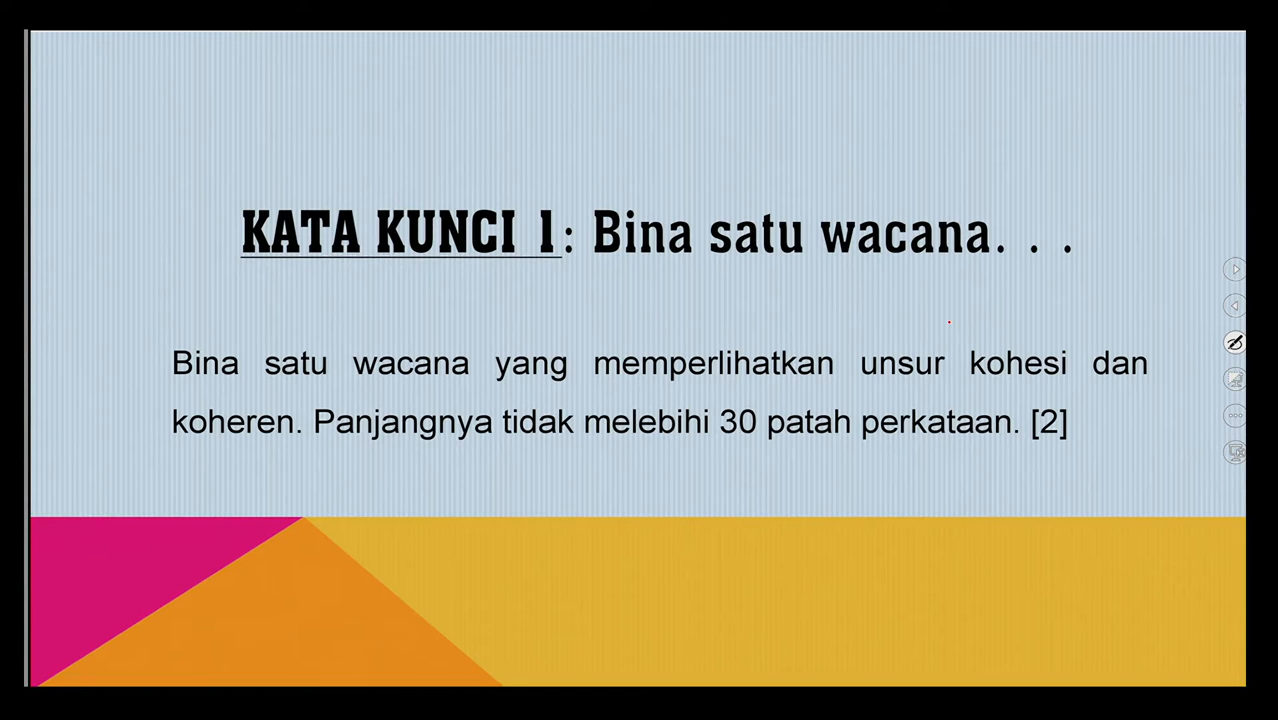 KATA KUNCI 1: Bina satu wacana. . .
Bina satu wacana yang memperlihatkan unsur kohesi dan
koheren. Panjangnya tidak melebihi 30 patah perkataan. [2]